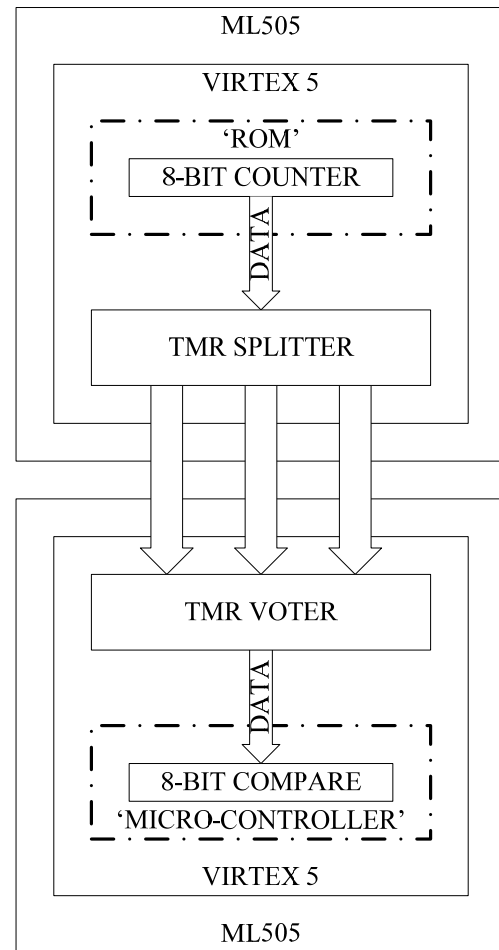 ML505
VIRTEX 5
‘ROM’
8-BIT COUNTER
DATA
TMR SPLITTER
TMR VOTER
DATA
8-BIT COMPARE
‘MICRO-CONTROLLER’
VIRTEX 5
ML505